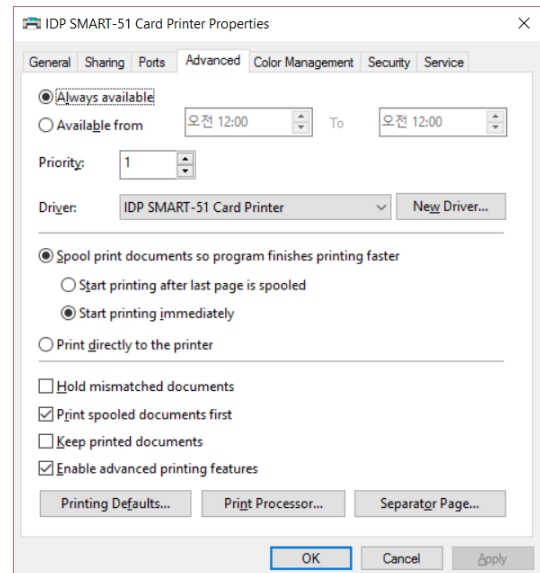 IDP SMART-51 Card Printer Properties
General Sharing Ports Advanced Color Management Security Service
Always available
Available from 오전 12:00 To 오전 12:00
Priority: 1
Driver: IDP SMART-51 Card Printer New Driver...
Spool print documents so program finishes printing faster
Start printing after last page is spooled
Start printing immediately
Print directly to the printer
Hold mismatched documents
Print spooled documents first
Keep printed documents
Enable advanced printing features
Printing Defaults... Print Processor... Separator Page...
OK Cancel Apply